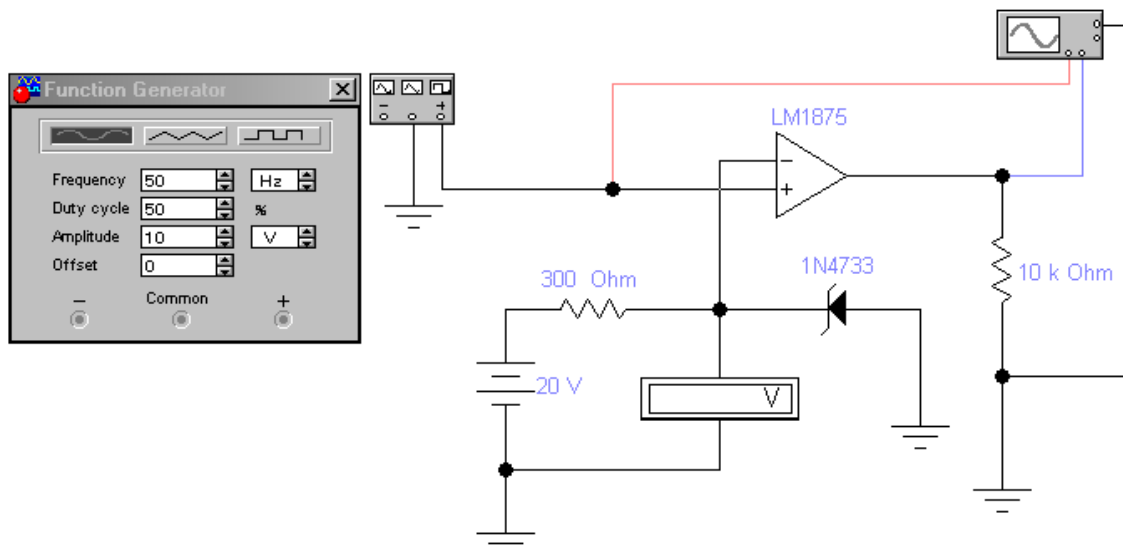 Function Generator
Frequency 50 Hz
Duty cycle 50 %
Amplitude 10 V
Offset 0
− Common +
− +
LM1875
−
+
300 Ohm
1N4733
10 k Ohm
20 V
V